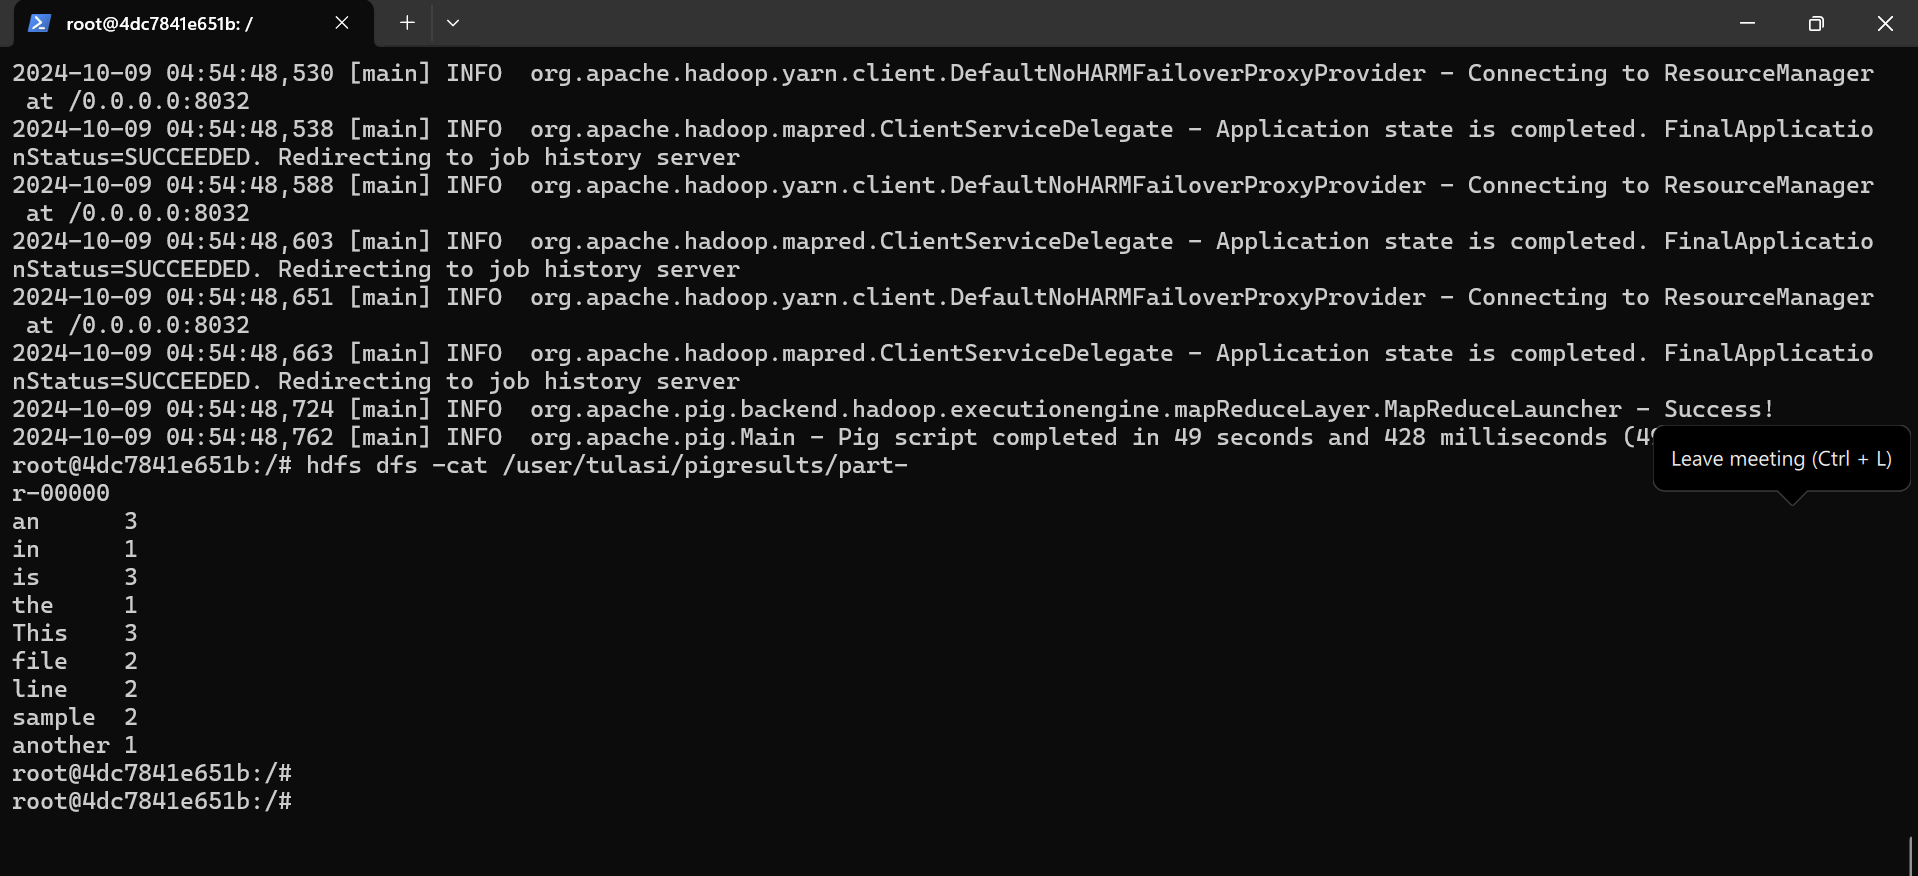 root@4dc7841e651b: /
2024-10-09 04:54:48,530 [main] INFO  org.apache.hadoop.yarn.client.DefaultNoHARMFailoverProxyProvider - Connecting to ResourceManager
 at /0.0.0.0:8032
2024-10-09 04:54:48,538 [main] INFO  org.apache.hadoop.mapred.ClientServiceDelegate - Application state is completed. FinalApplicatio
nStatus=SUCCEEDED. Redirecting to job history server
2024-10-09 04:54:48,588 [main] INFO  org.apache.hadoop.yarn.client.DefaultNoHARMFailoverProxyProvider - Connecting to ResourceManager
 at /0.0.0.0:8032
2024-10-09 04:54:48,603 [main] INFO  org.apache.hadoop.mapred.ClientServiceDelegate - Application state is completed. FinalApplicatio
nStatus=SUCCEEDED. Redirecting to job history server
2024-10-09 04:54:48,651 [main] INFO  org.apache.hadoop.yarn.client.DefaultNoHARMFailoverProxyProvider - Connecting to ResourceManager
 at /0.0.0.0:8032
2024-10-09 04:54:48,663 [main] INFO  org.apache.hadoop.mapred.ClientServiceDelegate - Application state is completed. FinalApplicatio
nStatus=SUCCEEDED. Redirecting to job history server
2024-10-09 04:54:48,724 [main] INFO  org.apache.pig.backend.hadoop.executionengine.mapReduceLayer.MapReduceLauncher - Success!
2024-10-09 04:54:48,762 [main] INFO  org.apache.pig.Main - Pig script completed in 49 seconds and 428 milliseconds
Leave meeting (Ctrl + L)
root@4dc7841e651b:/# hdfs dfs -cat /user/tulasi/pigresults/part-
r-00000
an      3
in      1
is      3
the     1
This    3
file    2
line    2
sample  2
another 1
root@4dc7841e651b:/#
root@4dc7841e651b:/#